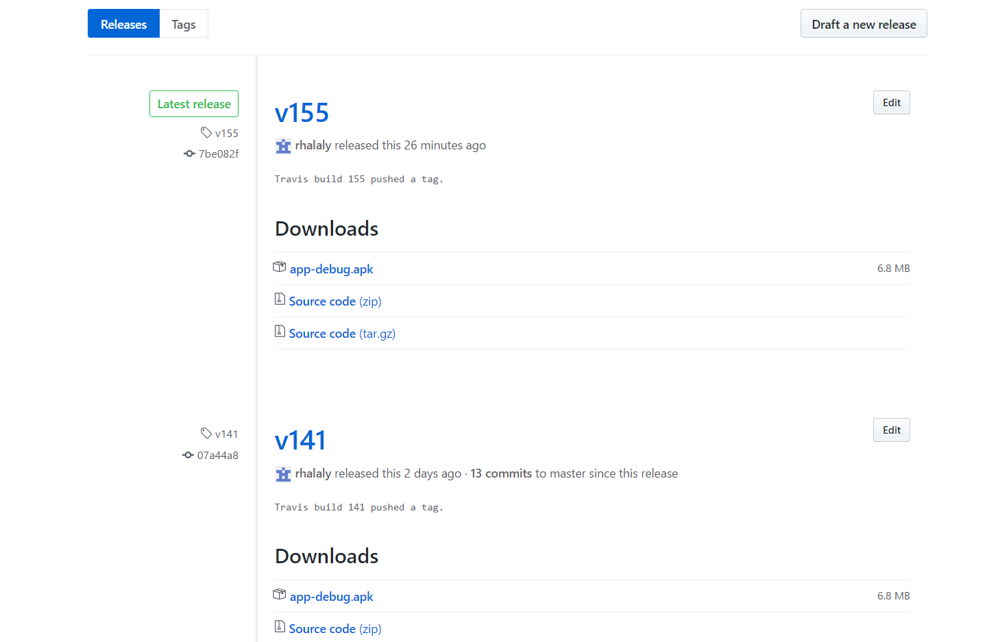 Releases Tags Draft a new release
Latest release
v155
7be082f
v155
Edit
rhalaly released this 26 minutes ago
Travis build 155 pushed a tag.
Downloads
app-debug.apk 6.8 MB
Source code (zip)
Source code (tar.gz)
v141
07a44a8
v141
Edit
rhalaly released this 2 days ago · 13 commits to master since this release
Travis build 141 pushed a tag.
Downloads
app-debug.apk 6.8 MB
Source code (zip)